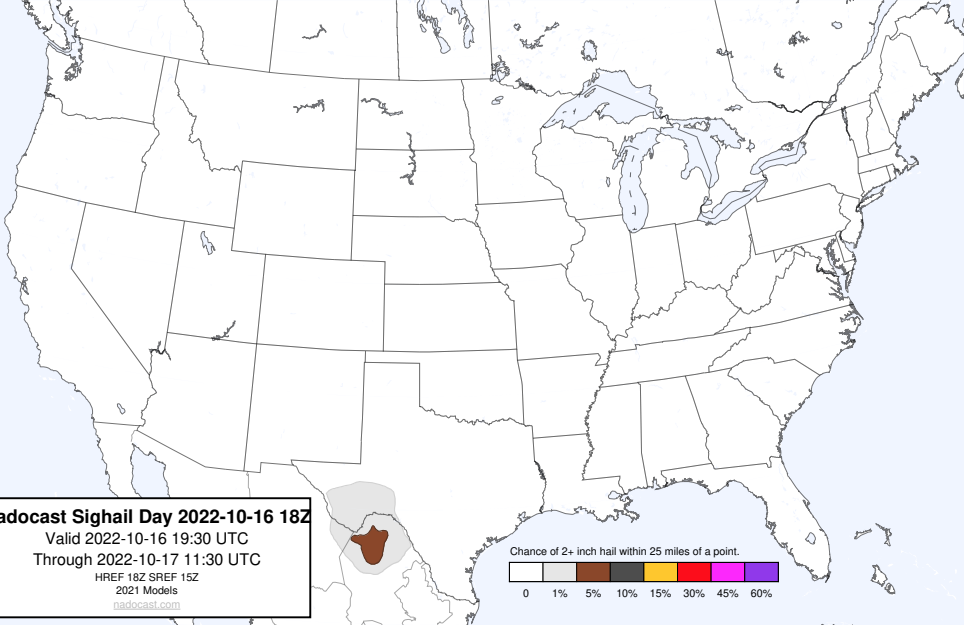 adocast Sighail Day 2022-10-16 18Z
Valid 2022-10-16 19:30 UTC
Through 2022-10-17 11:30 UTC
HREF 18Z SREF 15Z
2021 Models
nadocast.com
Chance of 2+ inch hail within 25 miles of a point.
0 1% 5% 10% 15% 30% 45% 60%